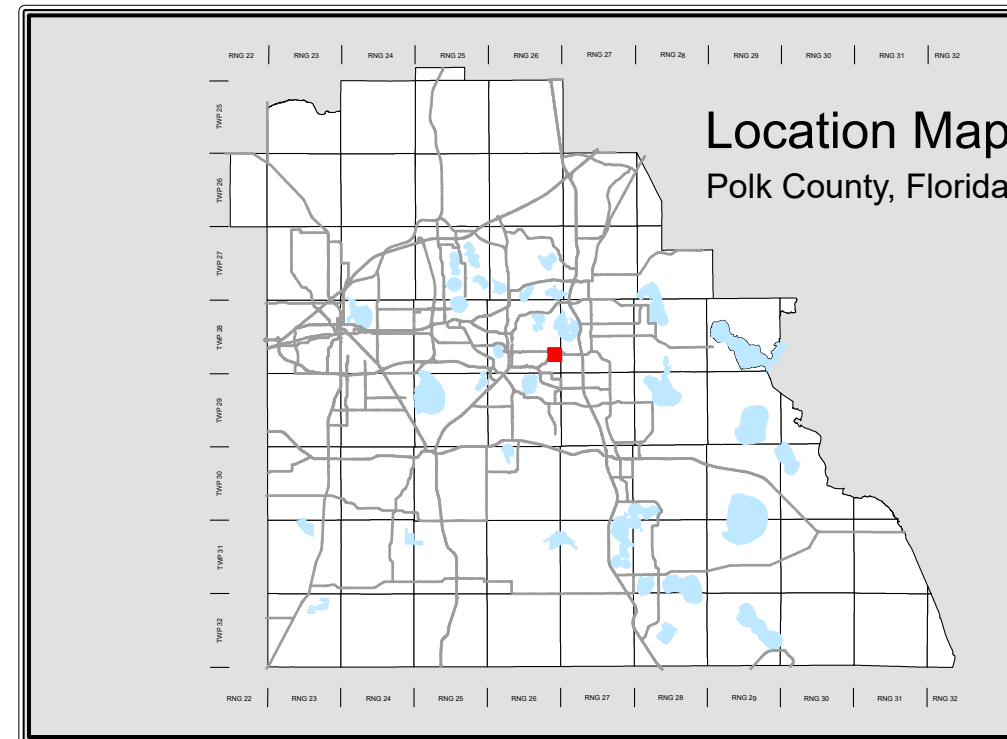 RNG 22 RNG 23 RNG 24 RNG 25 RNG 26 RNG 27 RNG 28 RNG 29 RNG 30 RNG 31 RNG 32
Location Map
Polk County, Florida
TWP 25
TWP 26
TWP 27
TWP 28
TWP 29
TWP 30
TWP 31
TWP 32
RNG 22 RNG 23 RNG 24 RNG 25 RNG 26 RNG 27 RNG 28 RNG 29 RNG 30 RNG 31 RNG 32